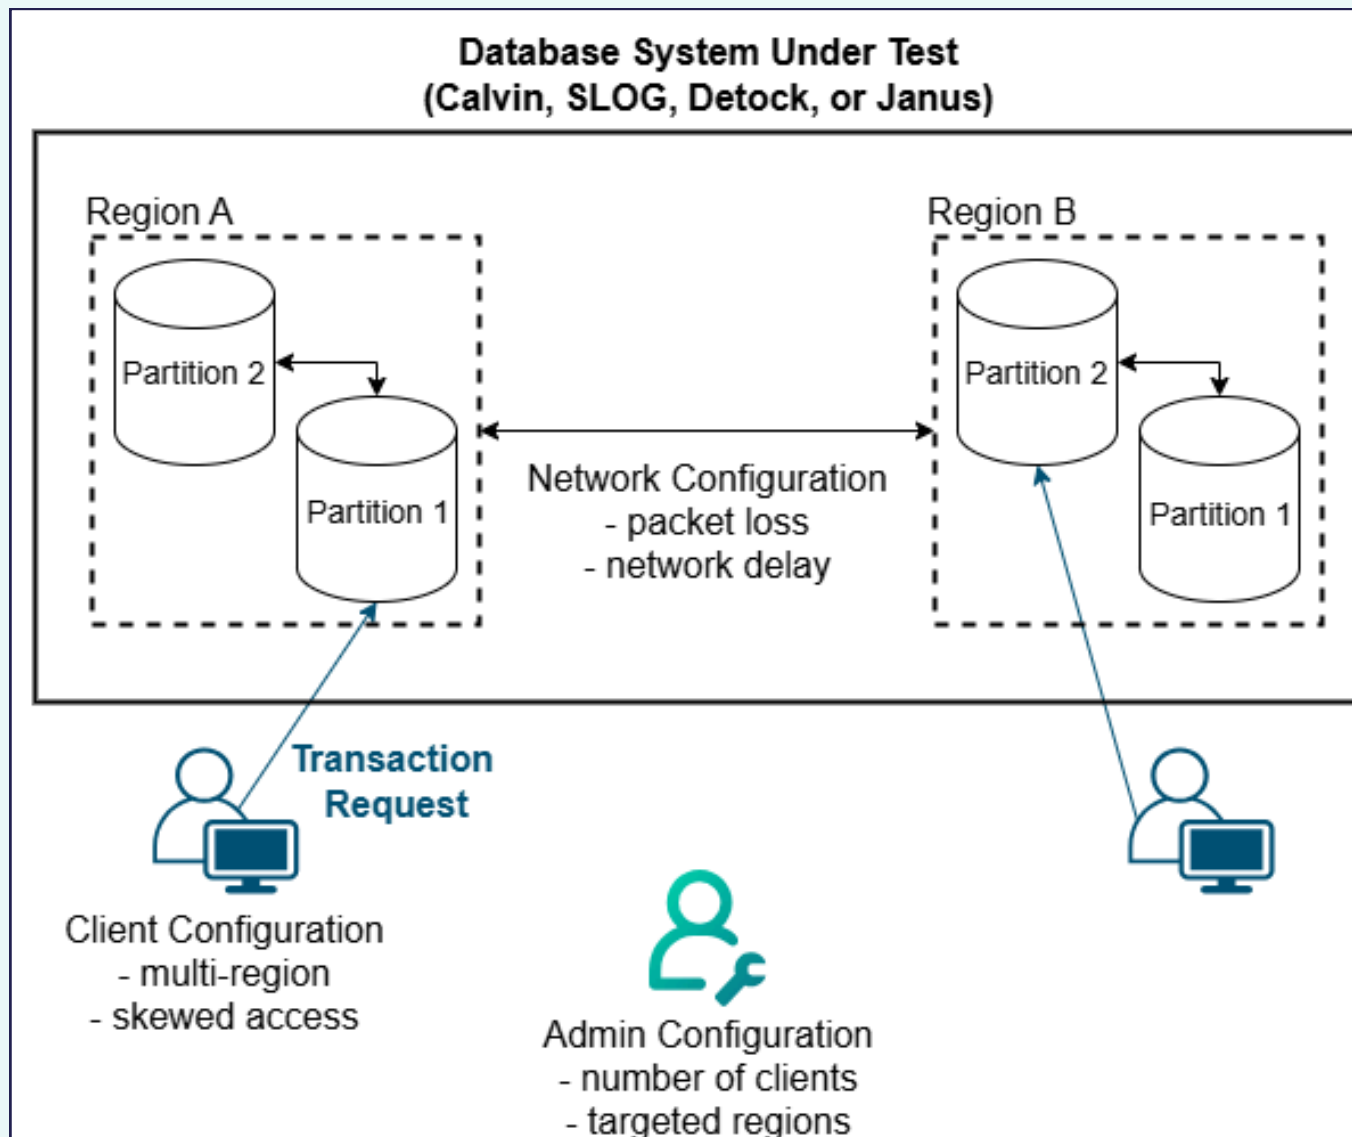 Database System Under Test
(Calvin, SLOG, Detock, or Janus)
Region A
Region B
Partition 2
Partition 1
Partition 2
Partition 1
Network Configuration
- packet loss
- network delay
Transaction
Request
Client Configuration
- multi-region
- skewed access
Admin Configuration
- number of clients
- targeted regions